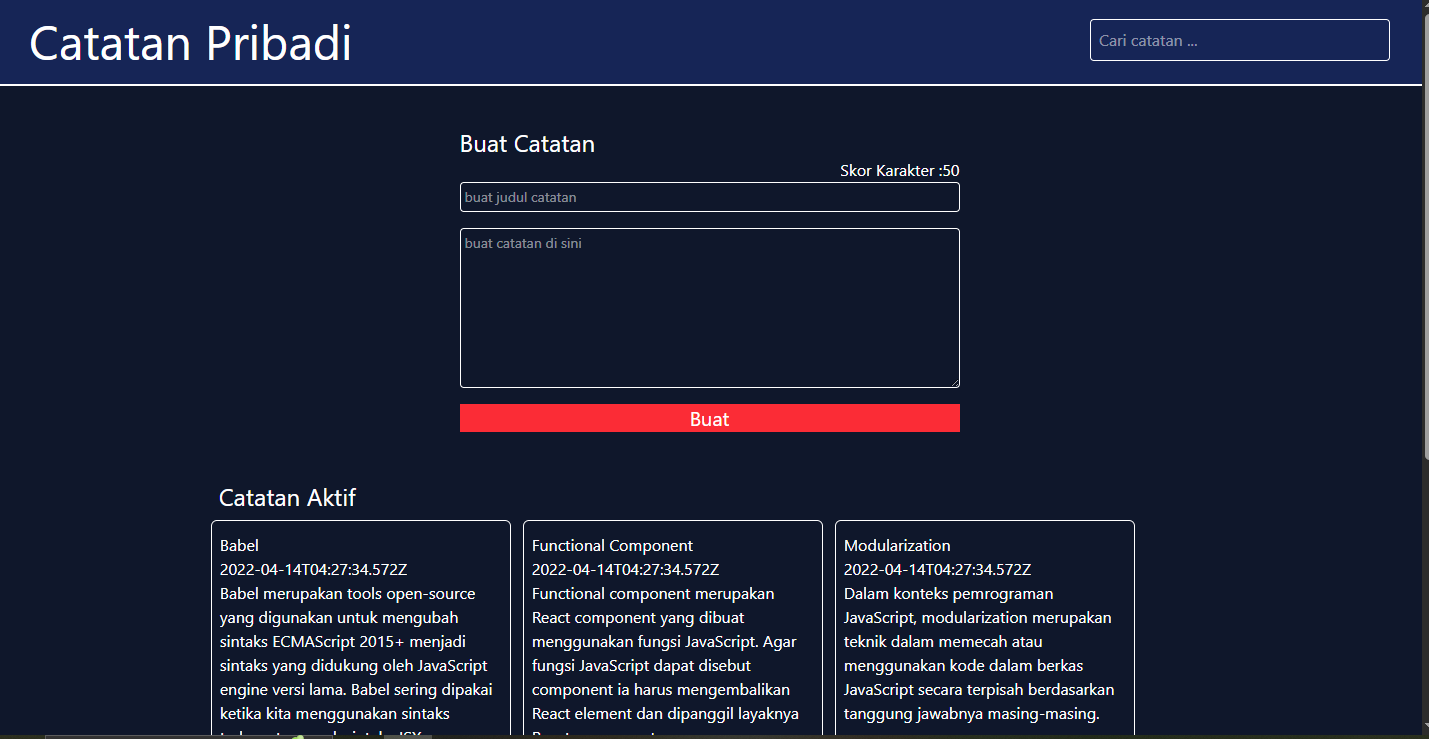 Catatan Pribadi
Cari catatan ...
Buat Catatan
Skor Karakter :50
buat judul catatan
buat catatan di sini
Buat
Catatan Aktif
Babel
2022-04-14T04:27:34.572Z
Babel merupakan tools open-source
yang digunakan untuk mengubah
sintaks ECMAScript 2015+ menjadi
sintaks yang didukung oleh JavaScript
engine versi lama. Babel sering dipakai
ketika kita menggunakan sintaks
Functional Component
2022-04-14T04:27:34.572Z
Functional component merupakan
React component yang dibuat
menggunakan fungsi JavaScript. Agar
fungsi JavaScript dapat disebut
component ia harus mengembalikan
React element dan dipanggil layaknya
Modularization
2022-04-14T04:27:34.572Z
Dalam konteks pemrograman
JavaScript, modularization merupakan
teknik dalam memecah atau
menggunakan kode dalam berkas
JavaScript secara terpisah berdasarkan
tanggung jawabnya masing-masing.